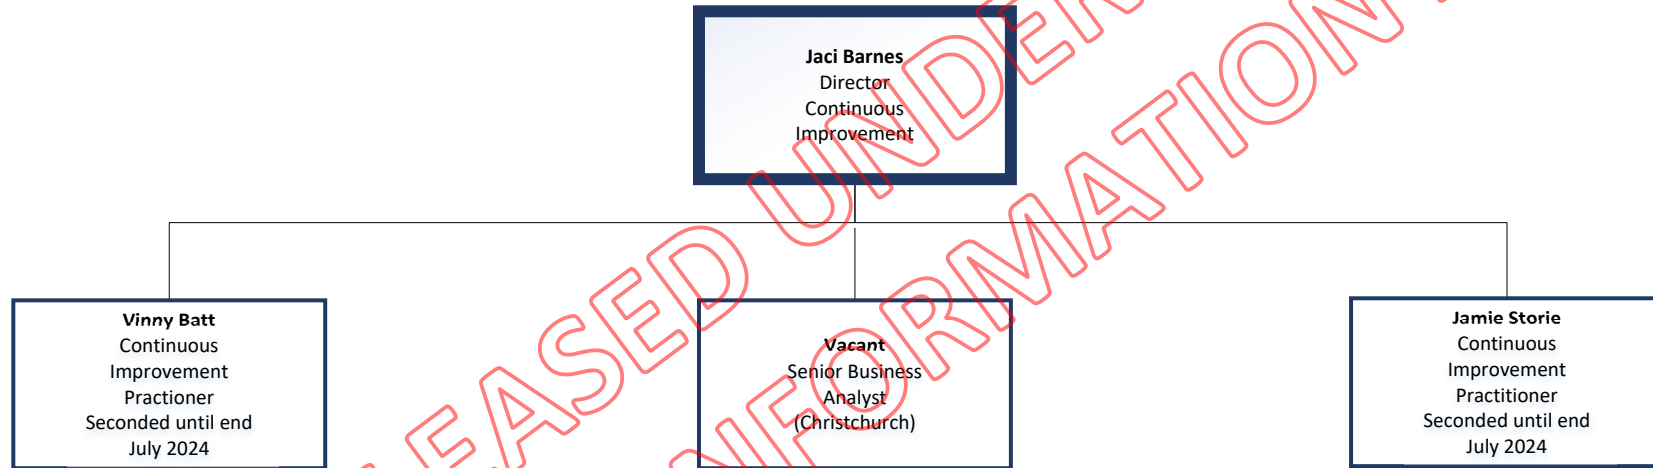 Jaci Barnes
Director
Continuous
Improvement
Vinny Batt
Continuous
Improvement
Practioner
Seconded until end
July 2024
Vacant
Senior Business
Analyst
(Christchurch)
Jamie Storie
Continuous
Improvement
Practitioner
Seconded until end
July 2024
EASED UNDER
INFORMATION